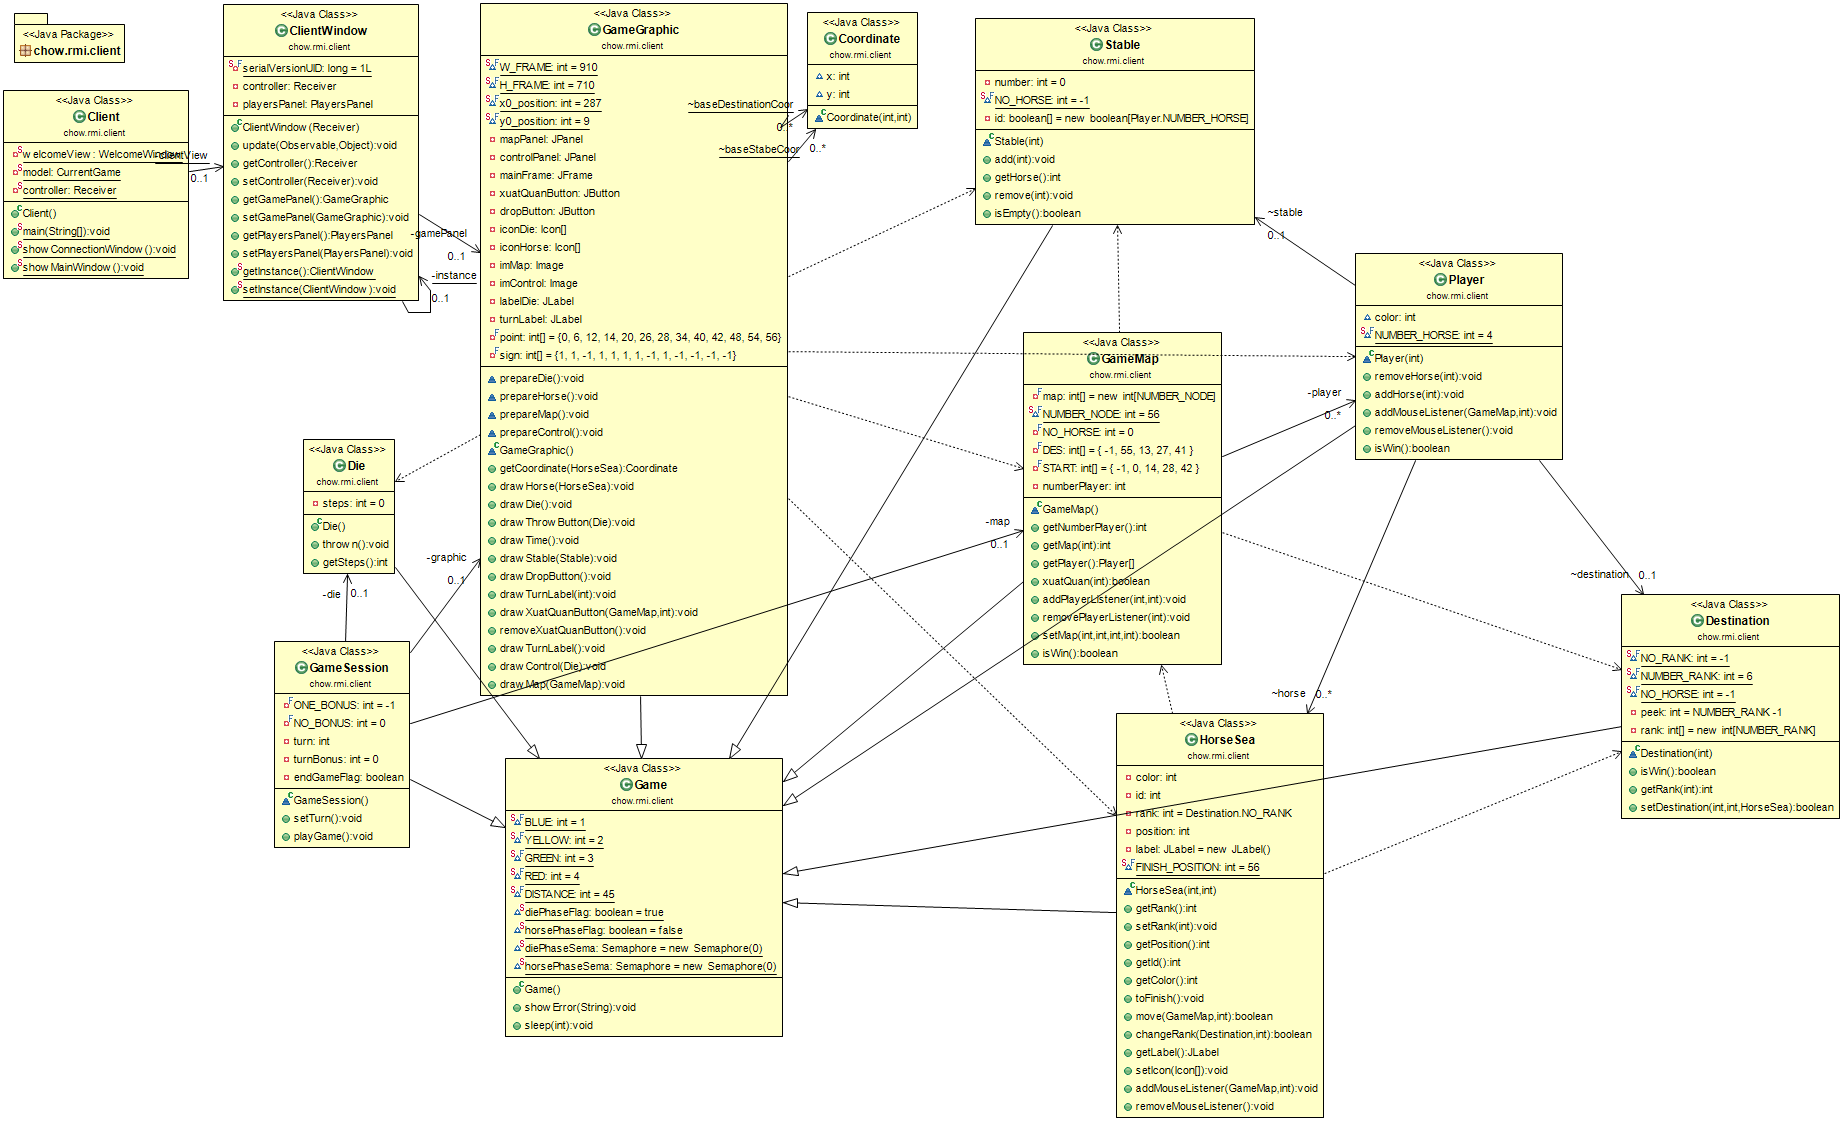 <<Java Package>>
chow.rmi.client
<<Java Class>>
Client
chow.rmi.client
welcomeView: WelcomeWindow
model: CurrentGame
controller: Receiver
Client()
main(String[]):void
showConnectionWindow():void
showMainWindow():void
-clientView
0..1
<<Java Class>>
ClientWindow
chow.rmi.client
serialVersionUID: long = 1L
controller: Receiver
playersPanel: PlayersPanel
ClientWindow(Receiver)
update(Observable,Object):void
getController():Receiver
setController(Receiver):void
getGamePanel():GameGraphic
setGamePanel(GameGraphic):void
getPlayersPanel():PlayersPanel
setPlayersPanel(PlayersPanel):void
getInstance():ClientWindow
setInstance(ClientWindow):void
-gamePanel
0..1
-instance
0..1
<<Java Class>>
GameGraphic
chow.rmi.client
W_FRAME: int = 910
H_FRAME: int = 710
x0_position: int = 287
y0_position: int = 9
mapPanel: JPanel
controlPanel: JPanel
mainFrame: JFrame
xuatQuanButton: JButton
dropButton: JButton
iconDie: Icon[]
iconHorse: Icon[]
imMap: Image
imControl: Image
labelDie: JLabel
turnLabel: JLabel
point: int[] = {0, 6, 12, 14, 20, 26, 28, 34, 40, 42, 48, 54, 56}
sign: int[] = {1, 1, -1, 1, 1, 1, 1, -1, 1, -1, -1, -1, -1}
prepareDie():void
prepareHorse():void
prepareMap():void
prepareControl():void
GameGraphic()
getCoordinate(HorseSea):Coordinate
drawHorse(HorseSea):void
drawDie():void
drawThrowButton(Die):void
drawTime():void
drawStable(Stable):void
drawDropButton():void
drawTurnLabel(int):void
drawXuatQuanButton(GameMap,int):void
removeXuatQuanButton():void
drawTurnLabel():void
drawControl(Die):void
drawMap(GameMap):void
~baseDestinationCoor
0..*
~baseStabeCoor
0..*
<<Java Class>>
Coordinate
chow.rmi.client
x: int
y: int
Coordinate(int,int)
<<Java Class>>
Stable
chow.rmi.client
number: int = 0
NO_HORSE: int = -1
id: boolean[] = new boolean[Player.NUMBER_HORSE]
Stable(int)
add(int):void
getHorse():int
remove(int):void
isEmpty():boolean
~stable
0..1
<<Java Class>>
Player
chow.rmi.client
color: int
NUMBER_HORSE: int = 4
Player(int)
removeHorse(int):void
addHorse(int):void
addMouseListener(GameMap,int):void
removeMouseListener():void
isWin():boolean
-player
0..*
<<Java Class>>
GameMap
chow.rmi.client
map: int[] = new int[NUMBER_NODE]
NUMBER_NODE: int = 56
NO_HORSE: int = 0
DES: int[] = { -1, 55, 13, 27, 41 }
START: int[] = { -1, 0, 14, 28, 42 }
numberPlayer: int
GameMap()
getNumberPlayer():int
getMap(int):int
getPlayer():Player[]
xuatQuan(int):boolean
addPlayerListener(int,int):void
removePlayerListener(int):void
setMap(int,int,int,int):boolean
isWin():boolean
-map
0..1
<<Java Class>>
Die
chow.rmi.client
steps: int = 0
Die()
thrown():void
getSteps():int
-die
0..1
-graphic
0..1
<<Java Class>>
GameSession
chow.rmi.client
ONE_BONUS: int = -1
NO_BONUS: int = 0
turn: int
turnBonus: int = 0
endGameFlag: boolean
GameSession()
setTurn():void
playGame():void
<<Java Class>>
Game
chow.rmi.client
BLUE: int = 1
YELLOW: int = 2
GREEN: int = 3
RED: int = 4
DISTANCE: int = 45
diePhaseFlag: boolean = true
horsePhaseFlag: boolean = false
diePhaseSema: Semaphore = new Semaphore(0)
horsePhaseSema: Semaphore = new Semaphore(0)
Game()
showError(String):void
sleep(int):void
~destination
0..1
<<Java Class>>
Destination
chow.rmi.client
NO_RANK: int = -1
NUMBER_RANK: int = 6
NO_HORSE: int = -1
peek: int = NUMBER_RANK -1
rank: int[] = new int[NUMBER_RANK]
Destination(int)
isWin():boolean
getRank(int):int
setDestination(int,int,HorseSea):boolean
~horse
0..*
<<Java Class>>
HorseSea
chow.rmi.client
color: int
id: int
rank: int = Destination.NO_RANK
position: int
label: JLabel = new JLabel()
FINISH_POSITION: int = 56
HorseSea(int,int)
getRank():int
setRank(int):void
getPosition():int
getId():int
getColor():int
toFinish():void
move(GameMap,int):boolean
changeRank(Destination,int):boolean
getLabel():JLabel
setIcon(Icon[]):void
addMouseListener(GameMap,int):void
removeMouseListener():void